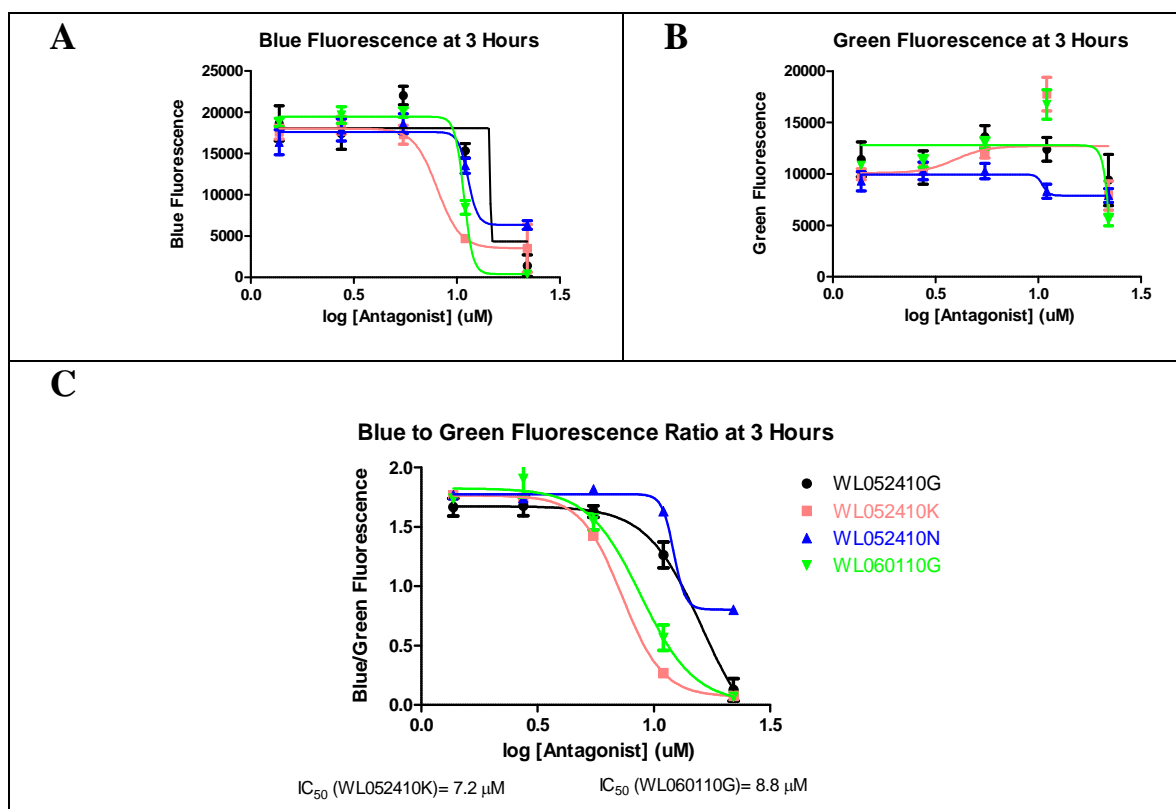 A
Blue Fluorescence at 3 Hours
25000
20000
15000
10000
5000
0
Blue Fluorescence
0.0 0.5 1.0 1.5
log [Antagonist] (uM)
B
Green Fluorescence at 3 Hours
20000
15000
10000
5000
0
Green Fluorescence
0.0 0.5 1.0 1.5
log [Antagonist] (uM)
C
Blue to Green Fluorescence Ratio at 3 Hours
2.0
1.5
1.0
0.5
0.0
Blue/Green Fluorescence
0.0 0.5 1.0 1.5
log [Antagonist] (uM)
WL052410G
WL052410K
WL052410N
WL060110G
IC50 (WL052410K)= 7.2 μM IC50 (WL060110G)= 8.8 μM